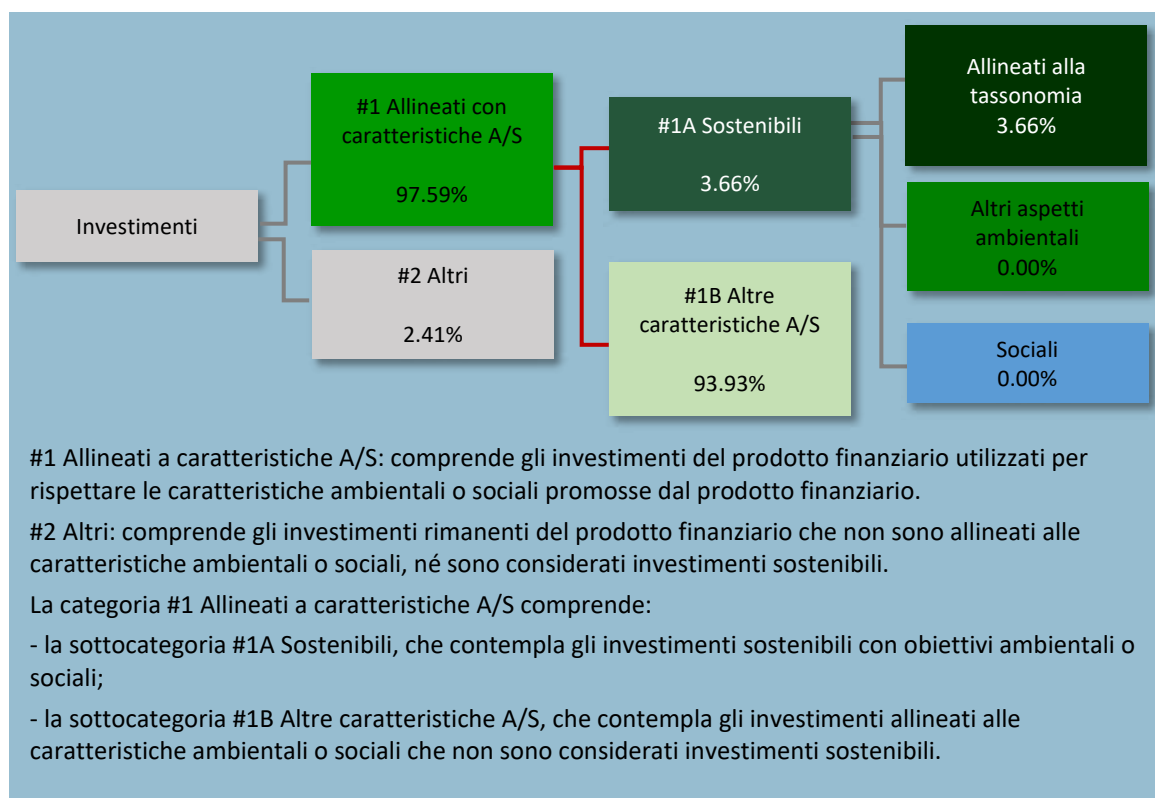 Investimenti
#1 Allineati con
caratteristiche A/S
97.59%
#2 Altri
2.41%
#1A Sostenibili
3.66%
#1B Altre
caratteristiche A/S
93.93%
Allineati alla
tassonomia
3.66%
Altri aspetti
ambientali
0.00%
Sociali
0.00%
#1 Allineati a caratteristiche A/S: comprende gli investimenti del prodotto finanziario utilizzati per
rispettare le caratteristiche ambientali o sociali promosse dal prodotto finanziario.
#2 Altri: comprende gli investimenti rimanenti del prodotto finanziario che non sono allineati alle
caratteristiche ambientali o sociali, né sono considerati investimenti sostenibili.
La categoria #1 Allineati a caratteristiche A/S comprende:
- la sottocategoria #1A Sostenibili, che contempla gli investimenti sostenibili con obiettivi ambientali o
sociali;
- la sottocategoria #1B Altre caratteristiche A/S, che contempla gli investimenti allineati alle
caratteristiche ambientali o sociali che non sono considerati investimenti sostenibili.